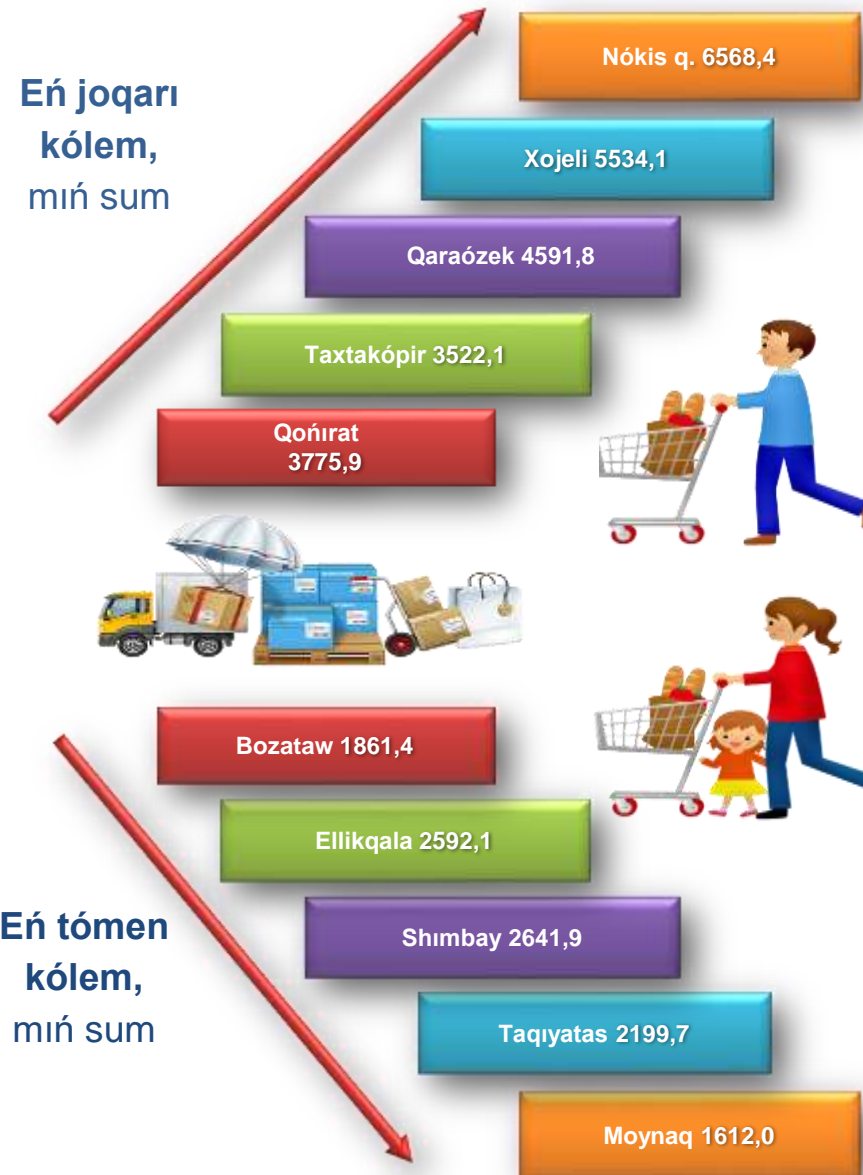 Eń joqarı
kólem,
mıń sum
Nókis q. 6568,4
Xojeli 5534,1
Qaraózek 4591,8
Taxtakópir 3522,1
Qońırat
3775,9
Bozataw 1861,4
Ellikqala 2592,1
Shımbay 2641,9
Taqıyatas 2199,7
Moynaq 1612,0
Eń tómen
kólem,
mıń sum